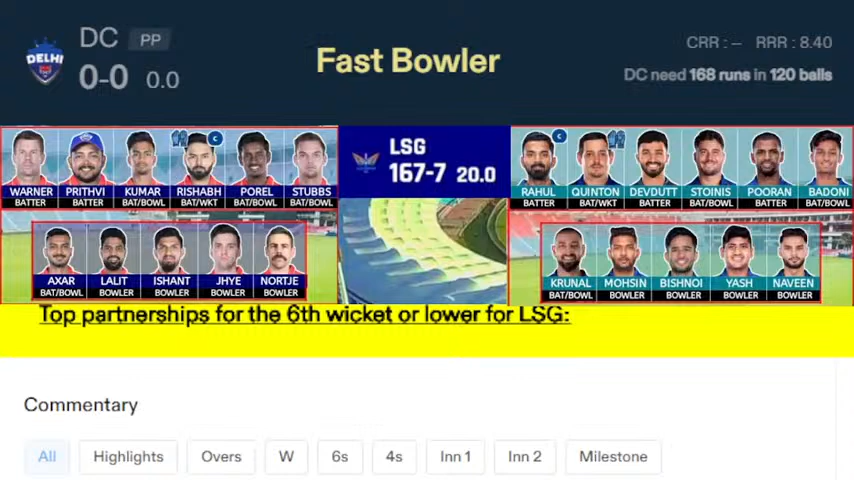 DC PP
0-0 0.0
DELHI
Fast Bowler
CRR : – RRR : 8.40
DC need 168 runs in 120 balls
WARNER PRITHVI KUMAR RISHABH POREL STUBBS
BATTER BATTER BAT/BOWL BAT/WKT BAT/BOWL BAT/BOWL
C
AXAR LALIT ISHANT JHYE NORTJE
BAT/BOWL BOWLER BOWLER BOWLER BOWLER
LSG
167-7 20.0
C
RAHUL QUINTON DEVDUTT STOINIS POORAN BADONI
BATTER BAT/WKT BATTER BAT/BOWL BATTER BAT/BOWL
KRUNAL MOHSIN BISHNOI YASH NAVEEN
BAT/BOWL BOWLER BOWLER BOWLER BOWLER
Top partnerships for the 6th wicket or lower for LSG:
Commentary
All Highlights Overs W 6s 4s Inn 1 Inn 2 Milestone